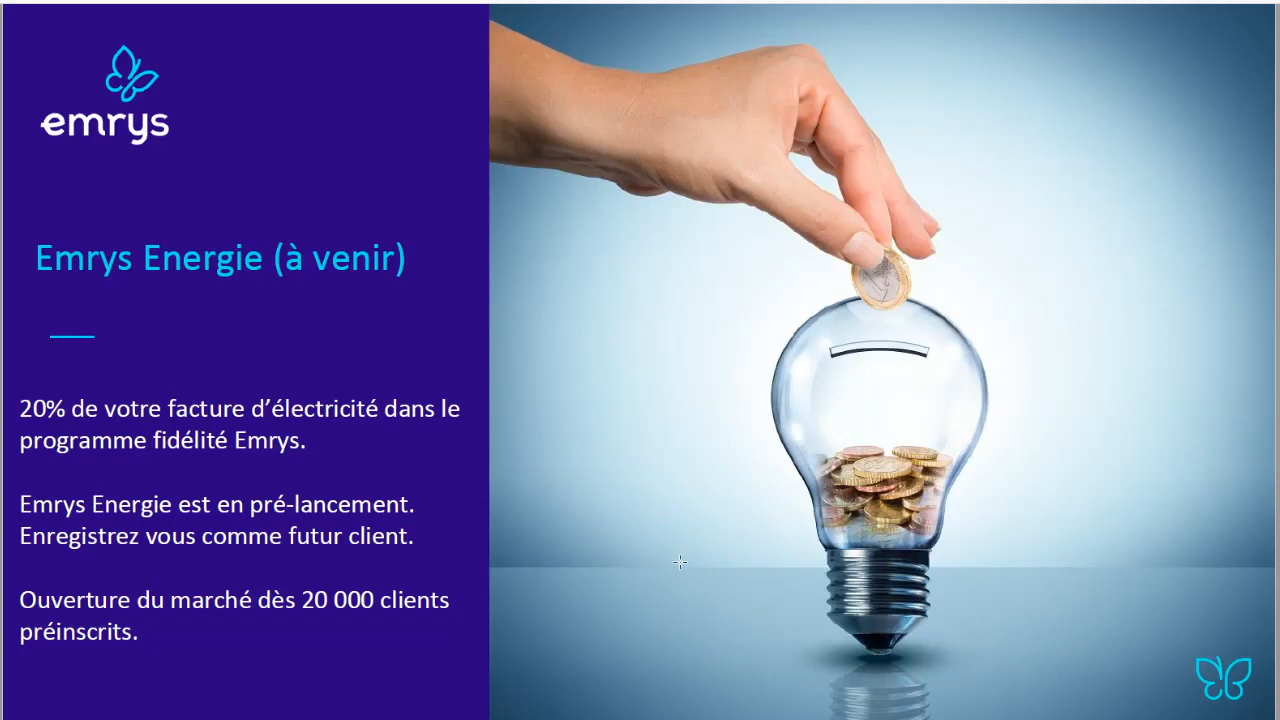 emrys
Emrys Energie (à venir)
20% de votre facture d’électricité dans le
programme fidélité Emrys.
Emrys Energie est en pré-lancement.
Enregistrez vous comme futur client.
Ouverture du marché dès 20 000 clients
préinscrits.